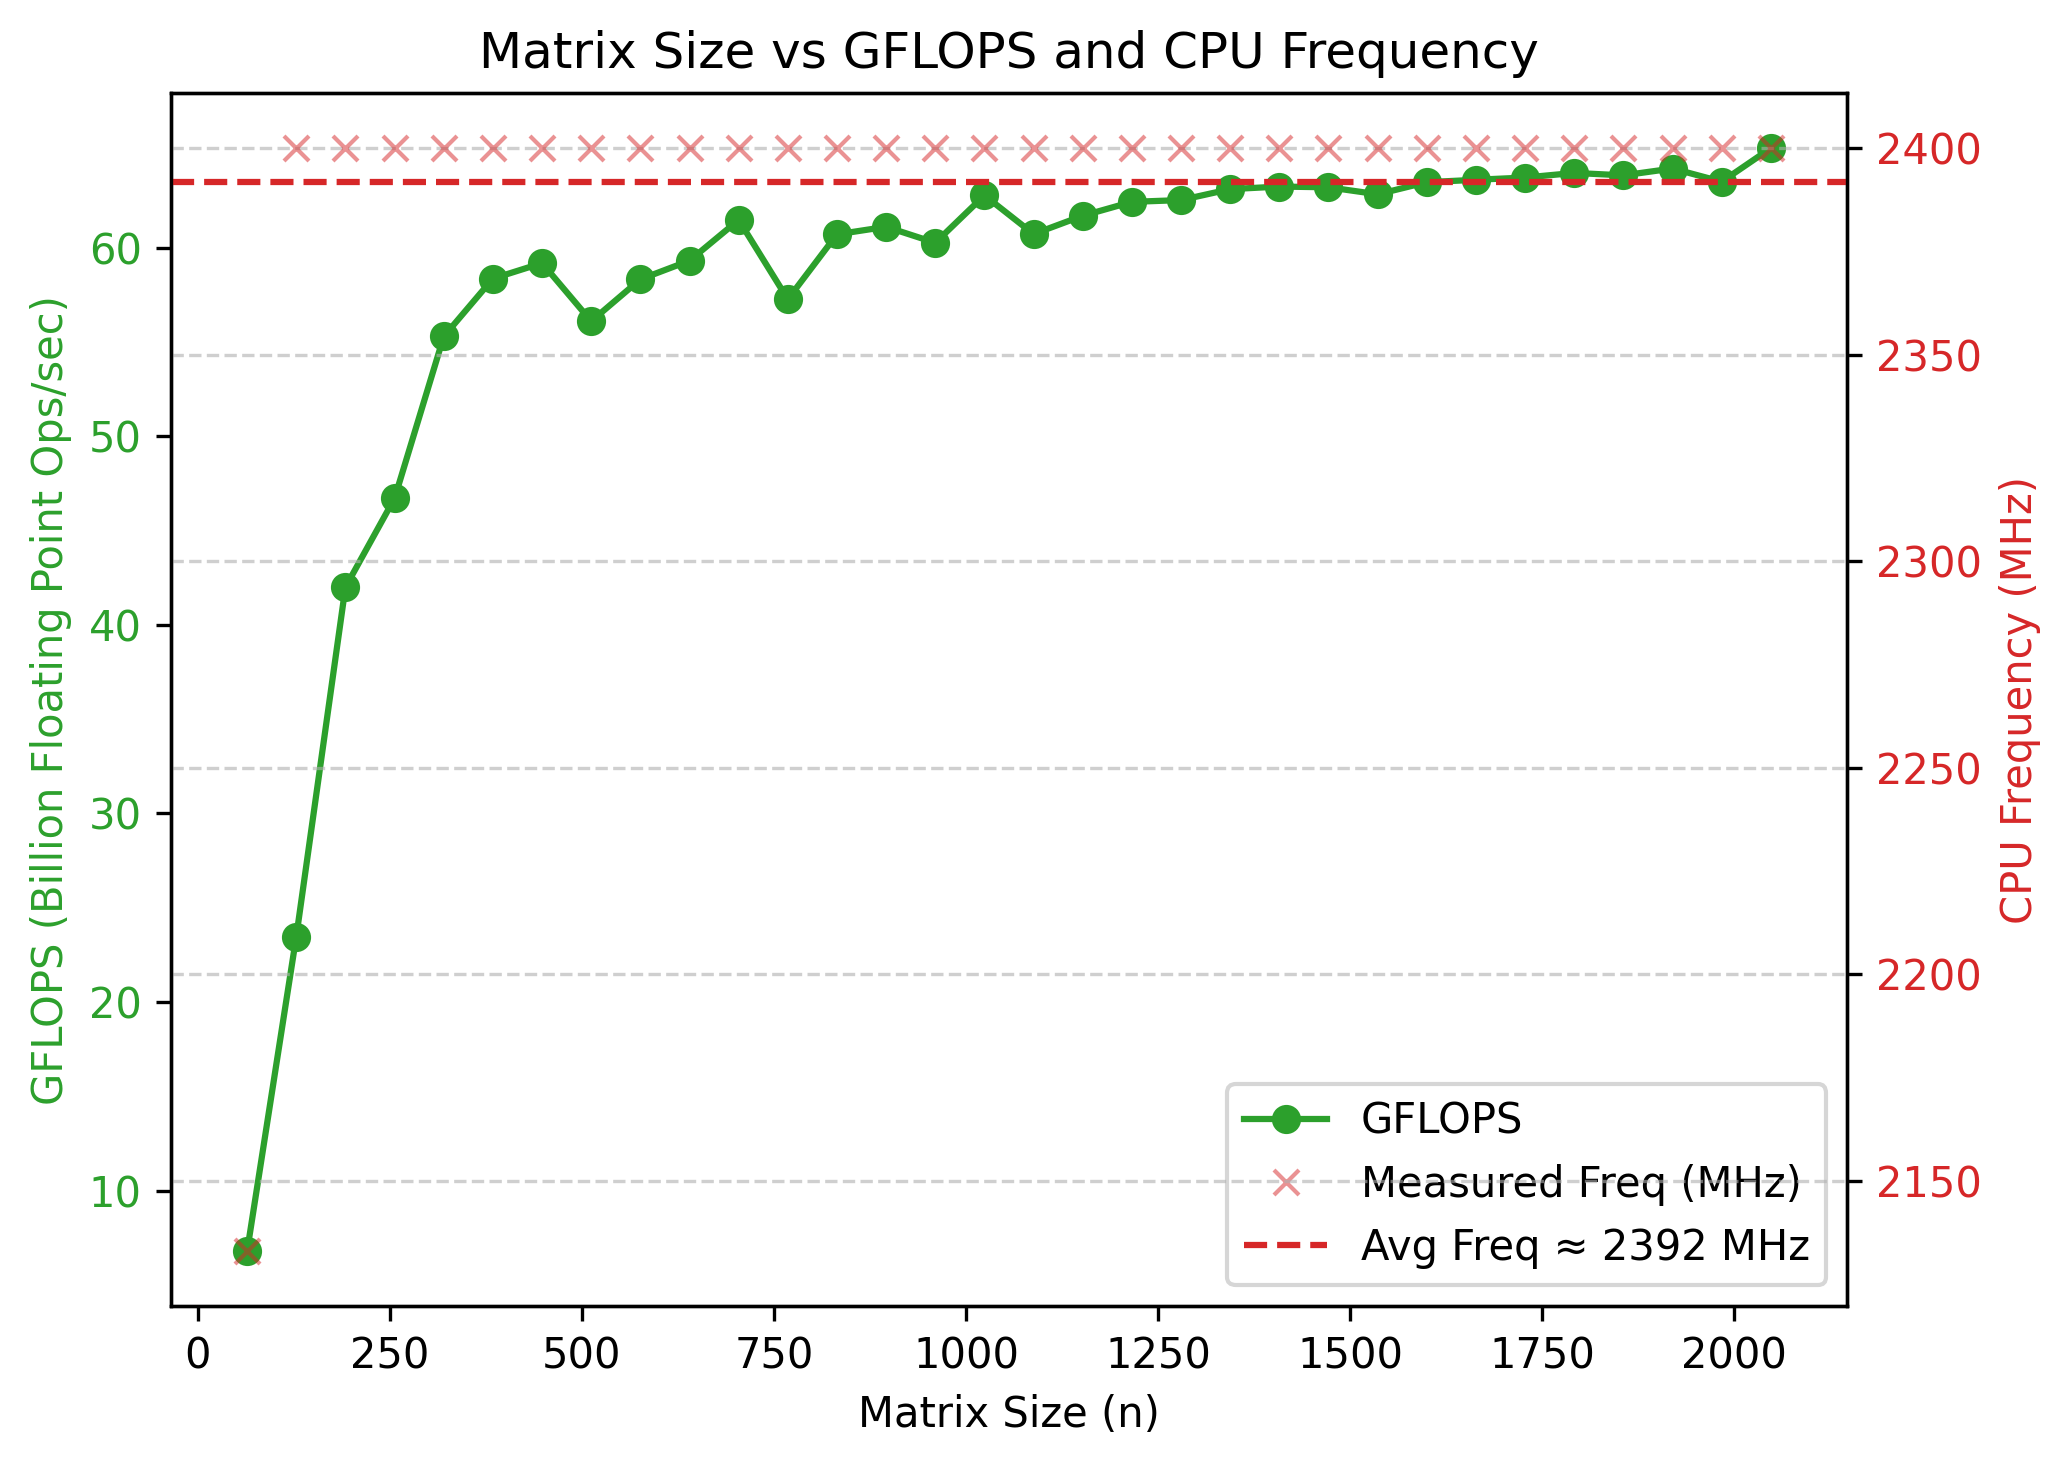 Matrix Size vs GFLOPS and CPU Frequency
GFLOPS (Billion Floating Point Ops/sec)
60
50
40
30
20
10
2400
2350
2300
2250
2200
2150
CPU Frequency (MHz)
GFLOPS
Measured Freq (MHz)
Avg Freq ≈ 2392 MHz
0 250 500 750 1000 1250 1500 1750 2000
Matrix Size (n)